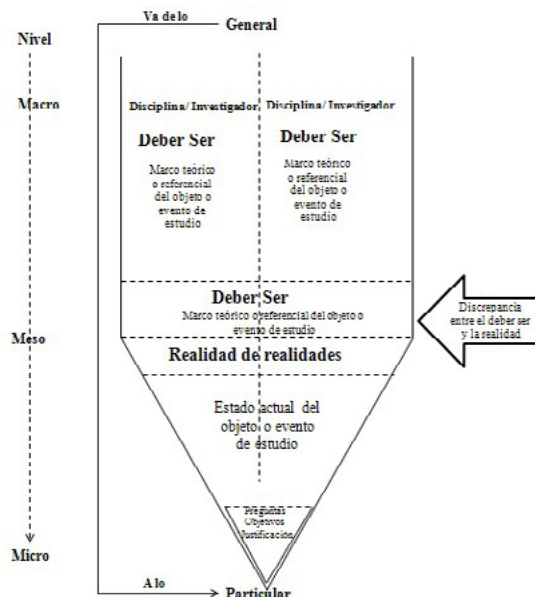 Va de lo
General
Nivel
Macro
Disciplina/ Investigador
Disciplina/ Investigador
Deber Ser
Deber Ser
Marco teórico
o referencial
del objeto o
evento de
estudio
Marco teórico
o referencial
del objeto o
evento de
estudio
Deber Ser
Marco teórico o referencial del objeto o
evento de estudio
Discrepancia
entre el deber ser
y la realidad
Meso
Realidad de realidades
Estado actual del
objeto o evento
de estudio
Preguntas
Objetivos
Justificación
Micro
A lo
Particular